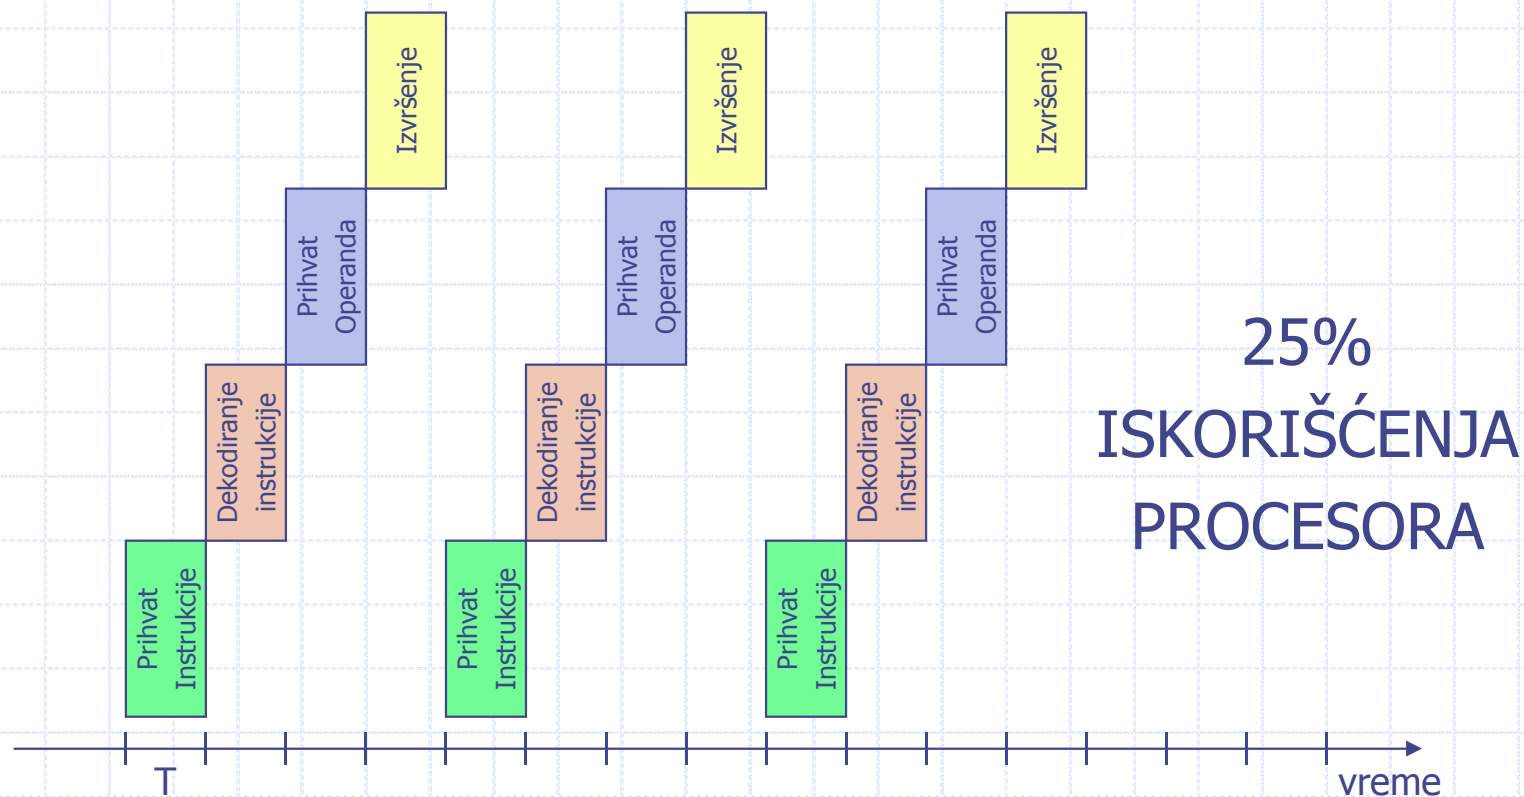 Izvršenje
Izvršenje
Izvršenje
Prihvat
Operanda
Prihvat
Operanda
Prihvat
Operanda
Dekodiranje
instrukcije
Dekodiranje
instrukcije
Dekodiranje
instrukcije
Prihvat
Instrukcije
Prihvat
Instrukcije
Prihvat
Instrukcije
25%
ISKORIŠĆENJA
PROCESORA
T
vreme